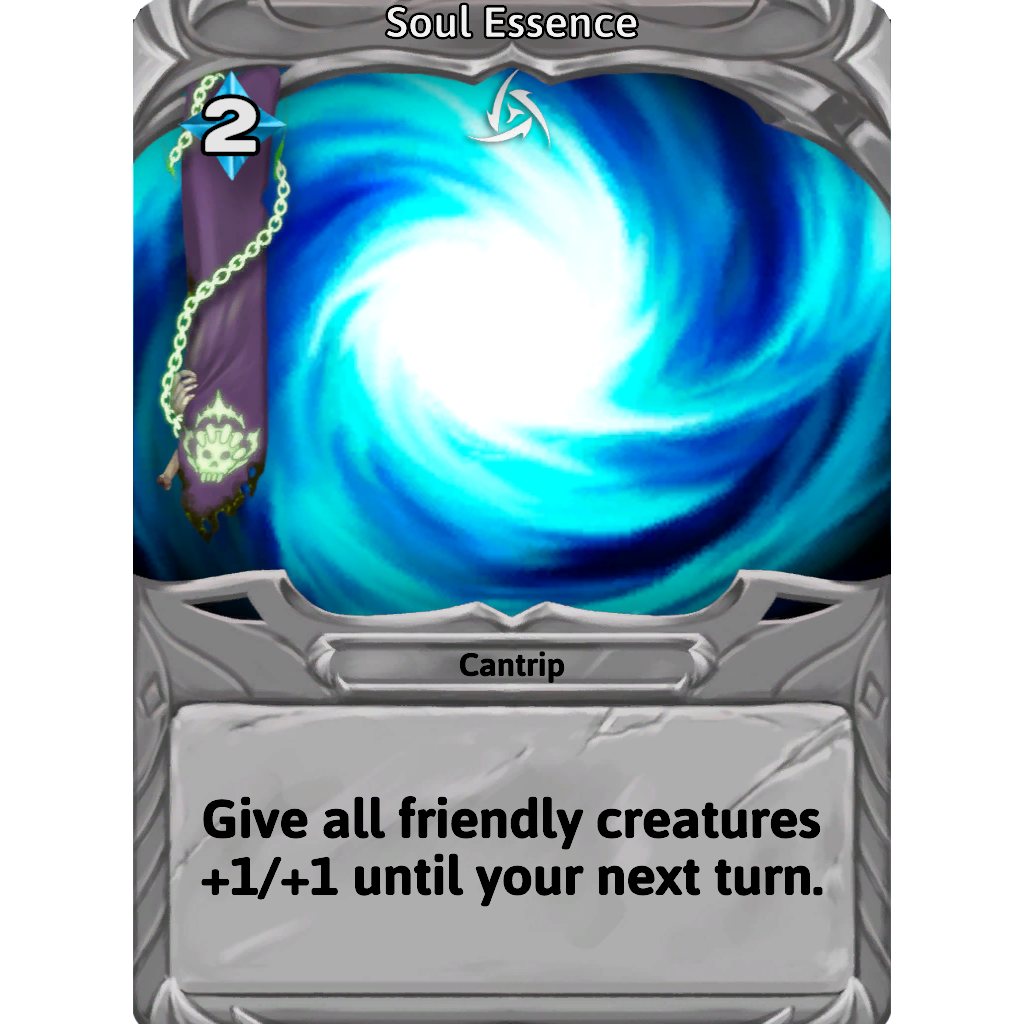 Soul Essence
2
Cantrip
Give all friendly creatures
+1/+1 until your next turn.